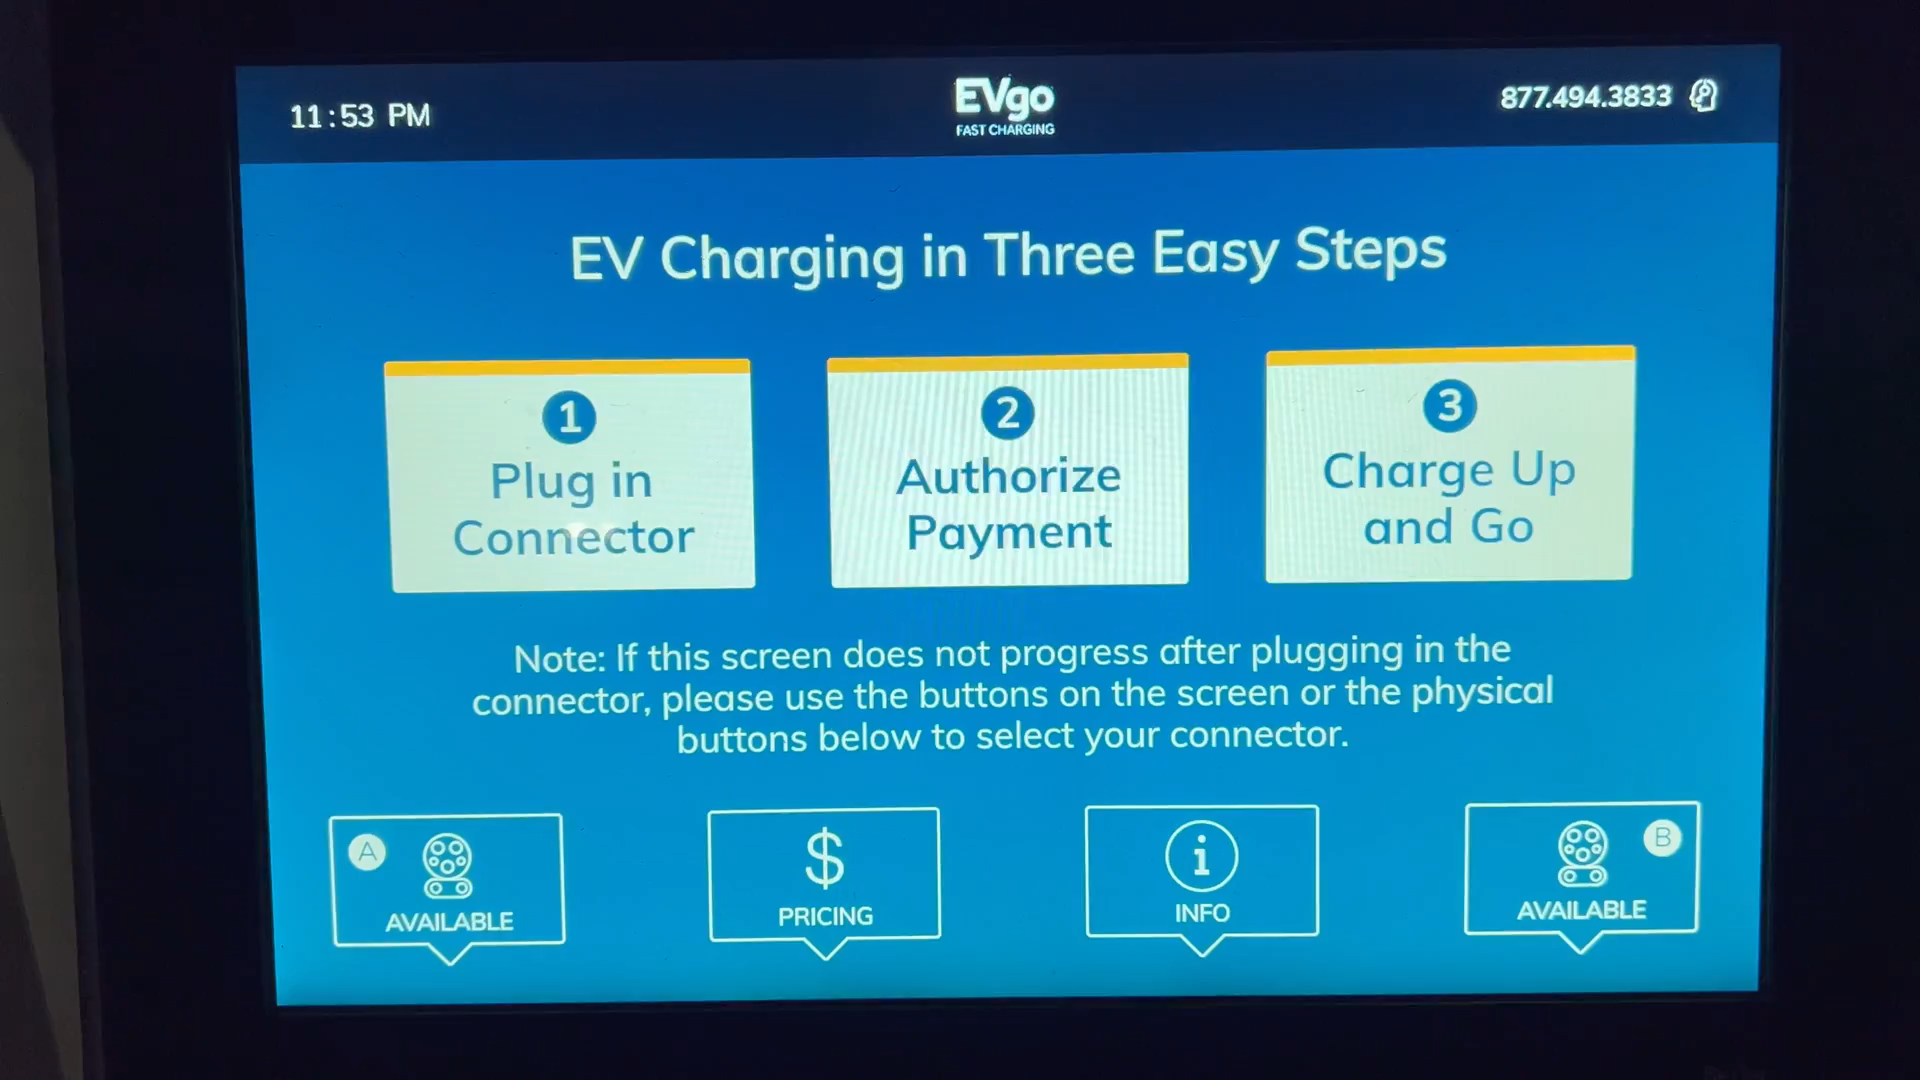 11:53 PM
EVgo
FAST CHARGING
877.494.3833
EV Charging in Three Easy Steps
1
Plug in
Connector
2
Authorize
Payment
3
Charge Up
and Go
Note: If this screen does not progress after plugging in the
connector, please use the buttons on the screen or the physical
buttons below to select your connector.
A
AVAILABLE
$
PRICING
i
INFO
B
AVAILABLE